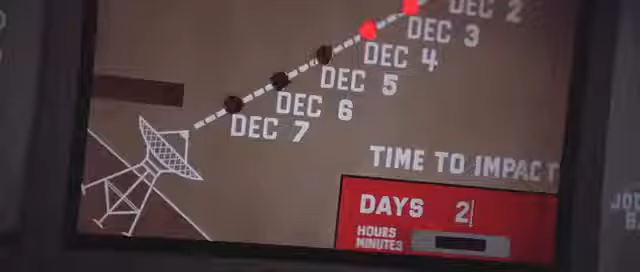 DEC 2
DEC 3
DEC 4
DEC 5
DEC 6
DEC 7
TIME TO IMPACT
DAYS 2
HOURS
MINUTES